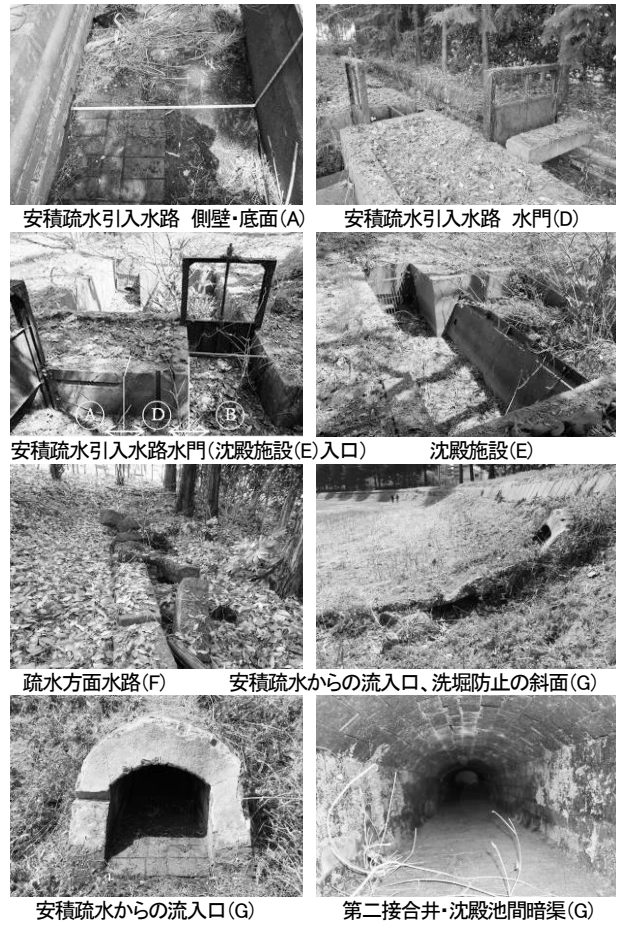 安積疏水引入水路 側壁・底面(A)
安積疏水引入水路 水門(D)
A D B
安積疏水引入水路水門(沈殿施設(E)入口)
沈殿施設(E)
疏水方面水路(F)
安積疏水からの流入口、洗堀防止の斜面(G)
安積疏水からの流入口(G)
第二接合井・沈殿池間暗渠(G)